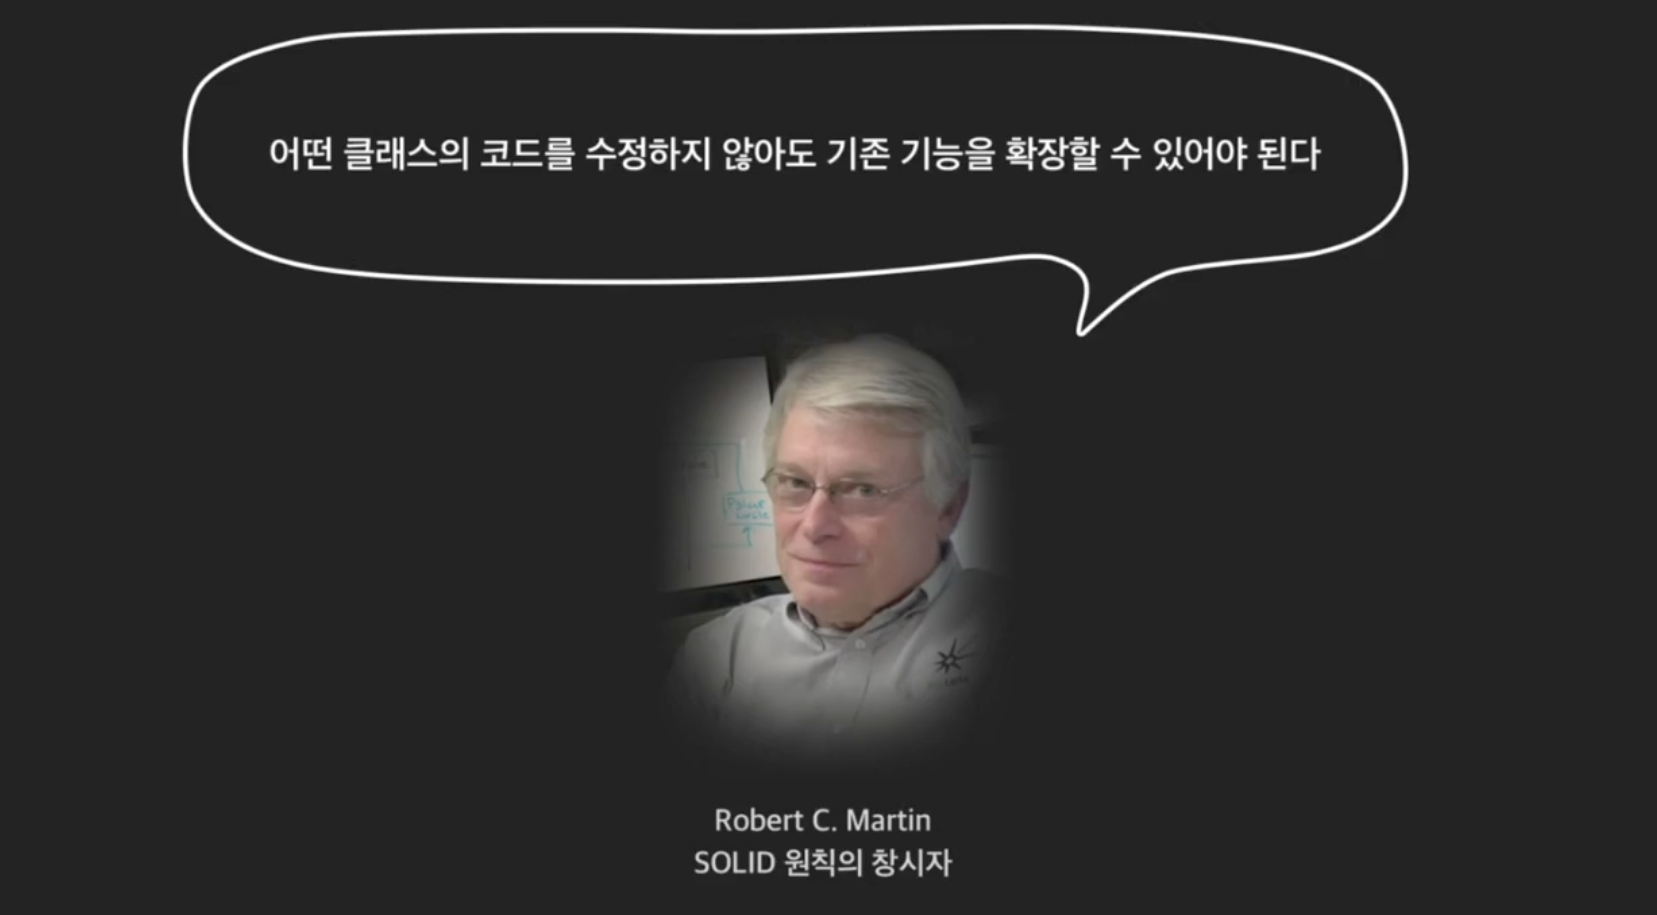 어떤 클래스의 코드를 수정하지 않아도 기존 기능을 확장할 수 있어야 된다
Robert C. Martin
SOLID 원칙의 창시자